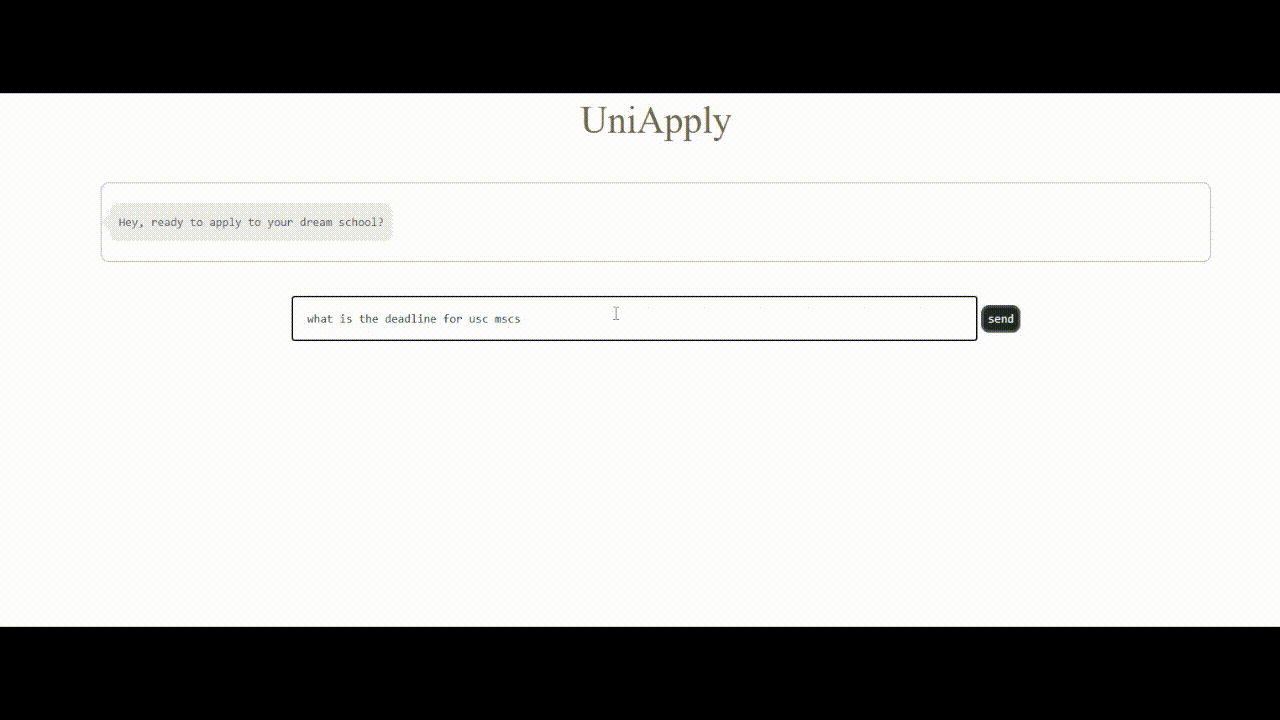 UniApply
Hey, ready to apply to your dream school?
what is the deadline for usc mscs
send